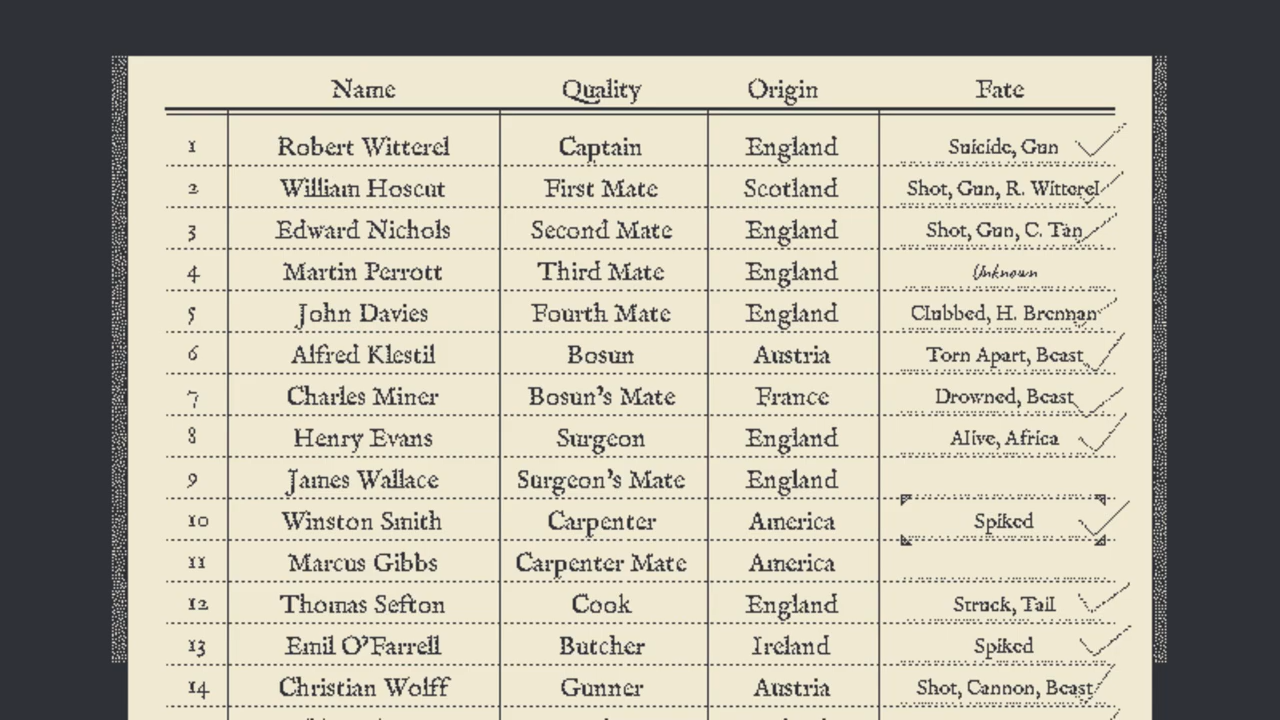 Name Quality Origin Fate
1 Robert Witterel Captain England Suicide, Gun
2 William Hoscut First Mate Scotland Shot, Gun, R. Witterel
3 Edward Nichols Second Mate England Shot, Gun, C. Tan
4 Martin Perrott Third Mate England Unknown
5 John Davies Fourth Mate England Clubbed, H. Brennan
6 Alfred Klestil Bosun Austria Torn Apart, Beast
7 Charles Miner Bosun's Mate France Drowned, Beast
8 Henry Evans Surgeon England Alive, Africa
9 James Wallace Surgeon's Mate England
10 Winston Smith Carpenter America Spiked
11 Marcus Gibbs Carpenter Mate America
12 Thomas Sefton Cook England Struck, Tail
13 Emil O'Farrell Butcher Ireland Spiked
14 Christian Wolff Gunner Austria Shot, Cannon, Beast